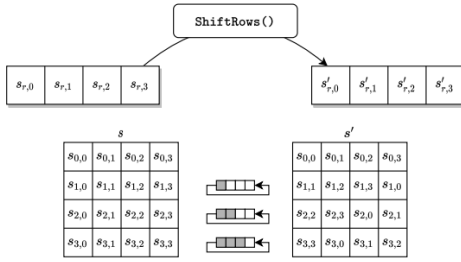 ShiftRows()
s_{r,0} s_{r,1} s_{r,2} s_{r,3} s'_{r,0} s'_{r,1} s'_{r,2} s'_{r,3}
s s'
s_{0,0} s_{0,1} s_{0,2} s_{0,3} s_{0,0} s_{0,1} s_{0,2} s_{0,3}
s_{1,0} s_{1,1} s_{1,2} s_{1,3} s_{1,1} s_{1,2} s_{1,3} s_{1,0}
s_{2,0} s_{2,1} s_{2,2} s_{2,3} s_{2,2} s_{2,3} s_{2,0} s_{2,1}
s_{3,0} s_{3,1} s_{3,2} s_{3,3} s_{3,3} s_{3,0} s_{3,1} s_{3,2}